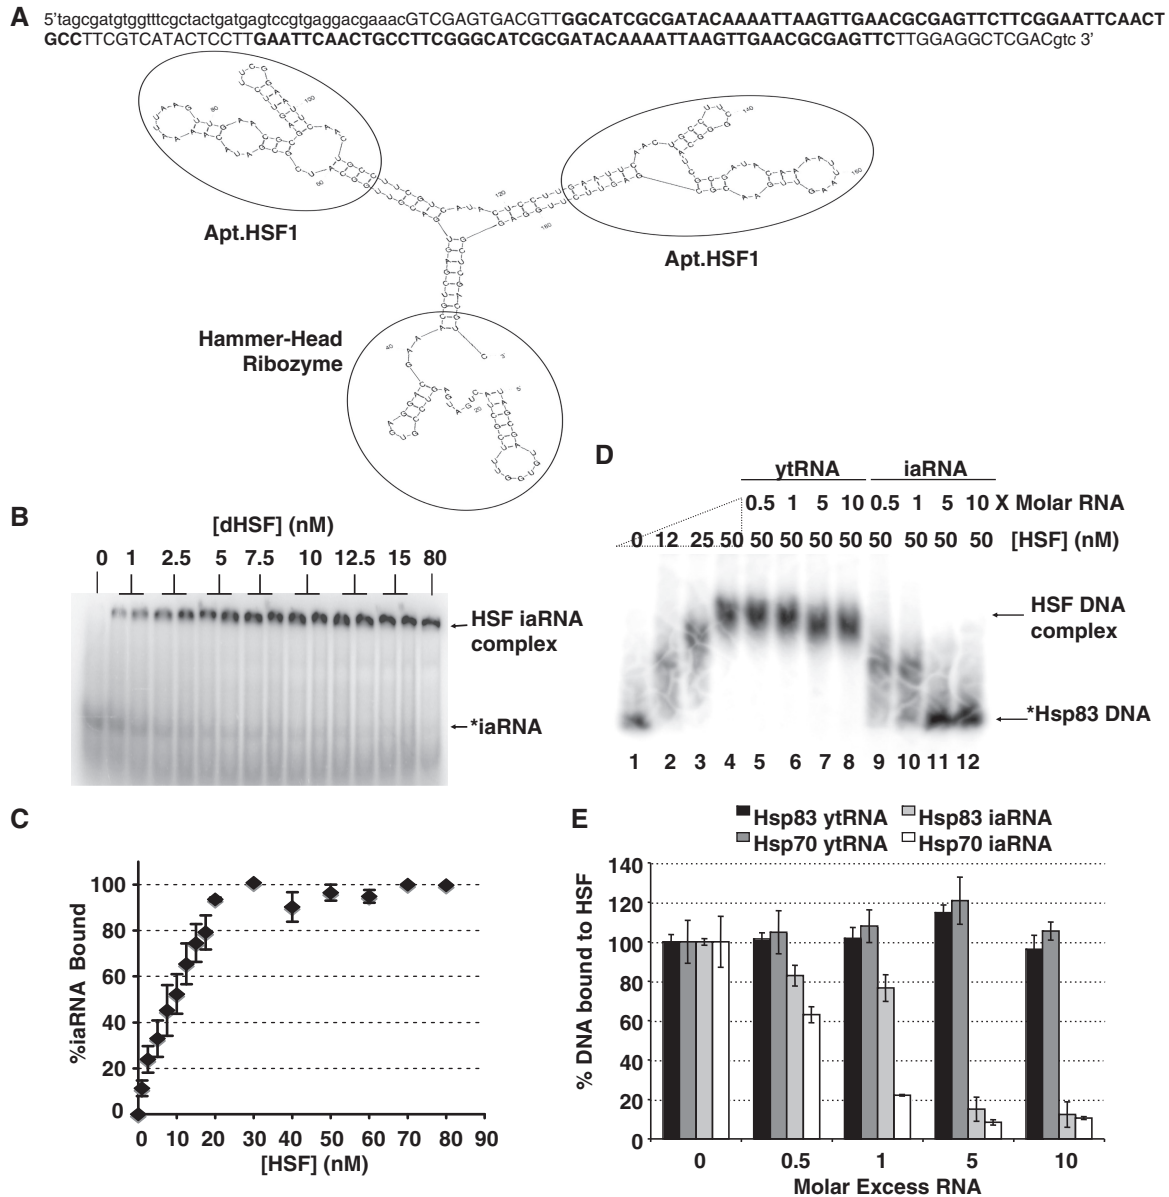 A
5'tagcgatgtggtttcgctactgatgagtccgtgaggacgaaacGTCGAGTGACGTTGGCATCGCGATACAAAATTAAGTTGAACGCGAGTTCTTCGGAATTCAACT
GCCTTCGTCATACTCCTTGAATTCAACTGCCTTCGGGCATCGCGATACAAAATTAAGTTGAACGCGAGTTCTTGGAGGCTCGACgtc 3'
Apt.HSF1
Apt.HSF1
Hammer-Head
Ribozyme
B
[dHSF] (nM)
0 1 2.5 5 7.5 10 12.5 15 80
HSF iaRNA
complex
*iaRNA
C
%iaRNA Bound
100
80
60
40
20
0
0 10 20 30 40 50 60 70 80 90
[HSF] (nM)
D
ytRNA iaRNA
0.5 1 5 10 0.5 1 5 10 X Molar RNA
0 12 25 50 50 50 50 50 50 50 50 50 [HSF] (nM)
HSF DNA
complex
*Hsp83 DNA
1 2 3 4 5 6 7 8 9 10 11 12
E
Hsp83 ytRNA Hsp83 iaRNA
Hsp70 ytRNA Hsp70 iaRNA
% DNA bound to HSF
140
120
100
80
60
40
20
0
0 0.5 1 5 10
Molar Excess RNA